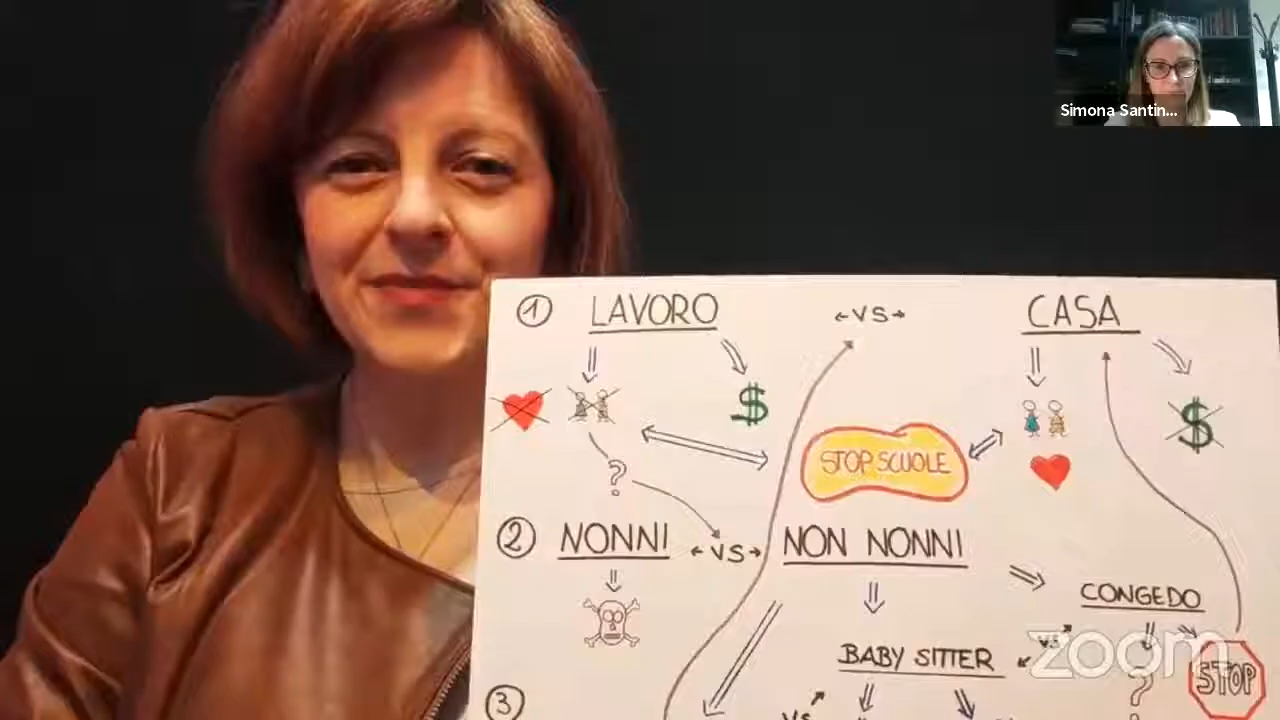 Simona Santin...
1 LAVORO ←VS→ CASA
$ $
STOP SCUOLE
?
2 NONNI ←VS→ NON NONNI
CONGEDO
BABY SITTER VS
zoom
? STOP
3
VS
?